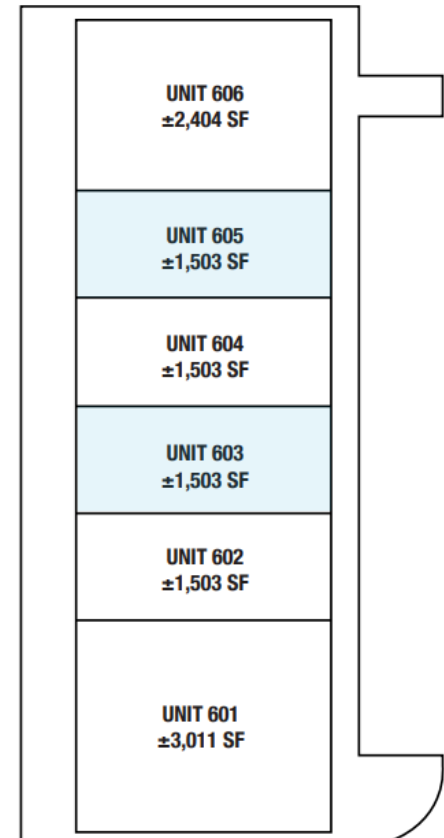 UNIT 606
±2,404 SF
UNIT 605
±1,503 SF
UNIT 604
±1,503 SF
UNIT 603
±1,503 SF
UNIT 602
±1,503 SF
UNIT 601
±3,011 SF